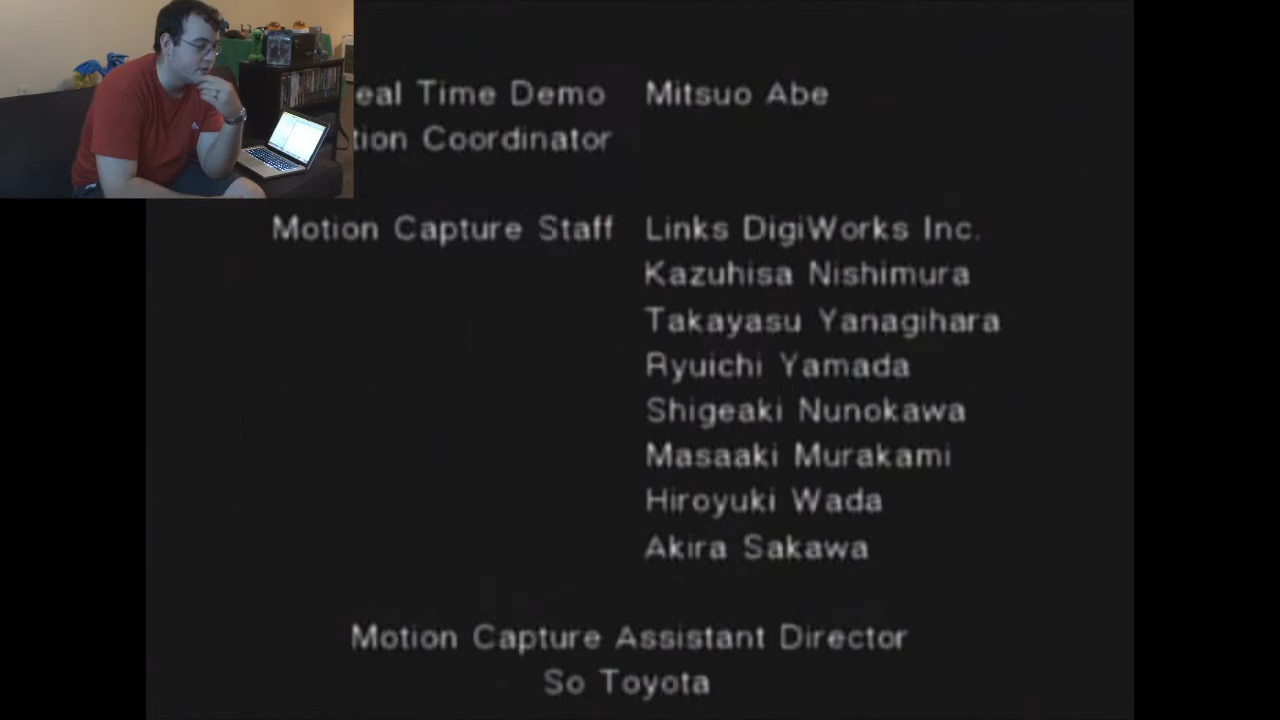 eal Time Demo Mitsuo Abe
tion Coordinator
Motion Capture Staff Links DigiWorks Inc.
Kazuhisa Nishimura
Takayasu Yanagihara
Ryuichi Yamada
Shigeaki Nunokawa
Masaaki Murakami
Hiroyuki Wada
Akira Sakawa
Motion Capture Assistant Director
So Toyota